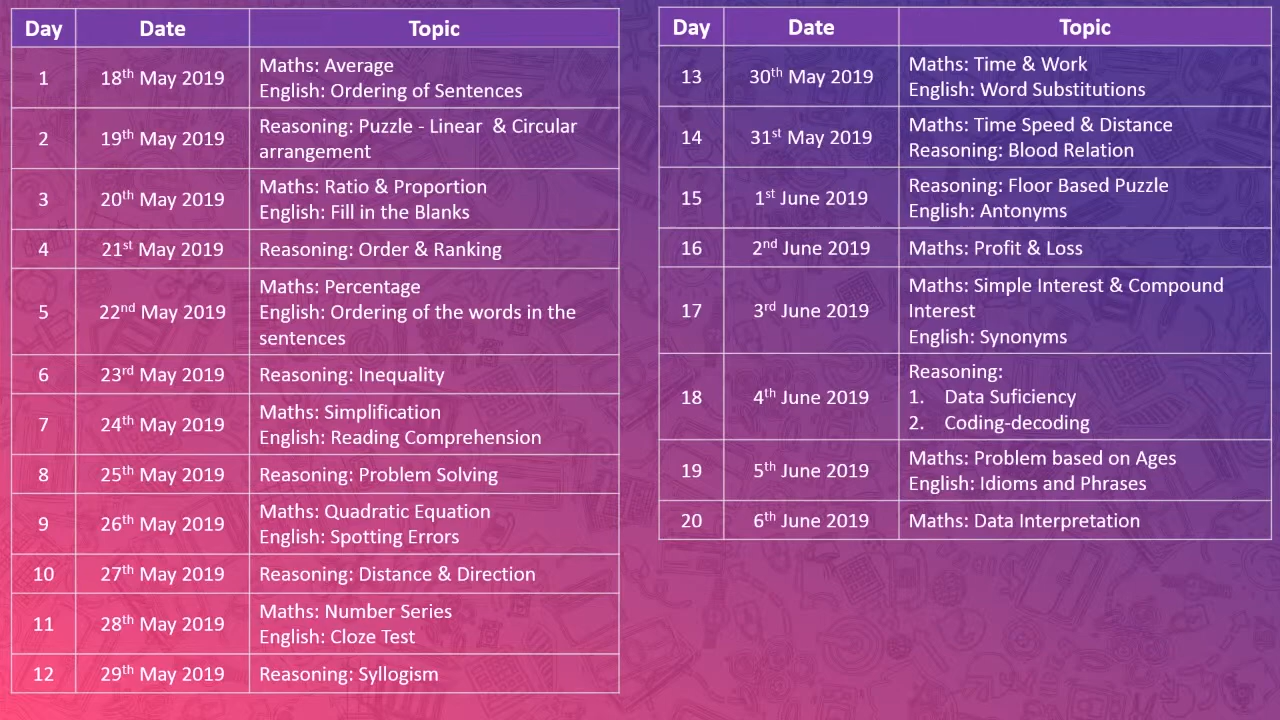 Day Date Topic
1 18th May 2019 Maths: Average
English: Ordering of Sentences
2 19th May 2019 Reasoning: Puzzle - Linear & Circular
arrangement
3 20th May 2019 Maths: Ratio & Proportion
English: Fill in the Blanks
4 21st May 2019 Reasoning: Order & Ranking
5 22nd May 2019 Maths: Percentage
English: Ordering of the words in the
sentences
6 23rd May 2019 Reasoning: Inequality
7 24th May 2019 Maths: Simplification
English: Reading Comprehension
8 25th May 2019 Reasoning: Problem Solving
9 26th May 2019 Maths: Quadratic Equation
English: Spotting Errors
10 27th May 2019 Reasoning: Distance & Direction
11 28th May 2019 Maths: Number Series
English: Cloze Test
12 29th May 2019 Reasoning: Syllogism
Day Date Topic
13 30th May 2019 Maths: Time & Work
English: Word Substitutions
14 31st May 2019 Maths: Time Speed & Distance
Reasoning: Blood Relation
15 1st June 2019 Reasoning: Floor Based Puzzle
English: Antonyms
16 2nd June 2019 Maths: Profit & Loss
17 3rd June 2019 Maths: Simple Interest & Compound
Interest
English: Synonyms
18 4th June 2019 Reasoning:
1. Data Suficiency
2. Coding-decoding
19 5th June 2019 Maths: Problem based on Ages
English: Idioms and Phrases
20 6th June 2019 Maths: Data Interpretation